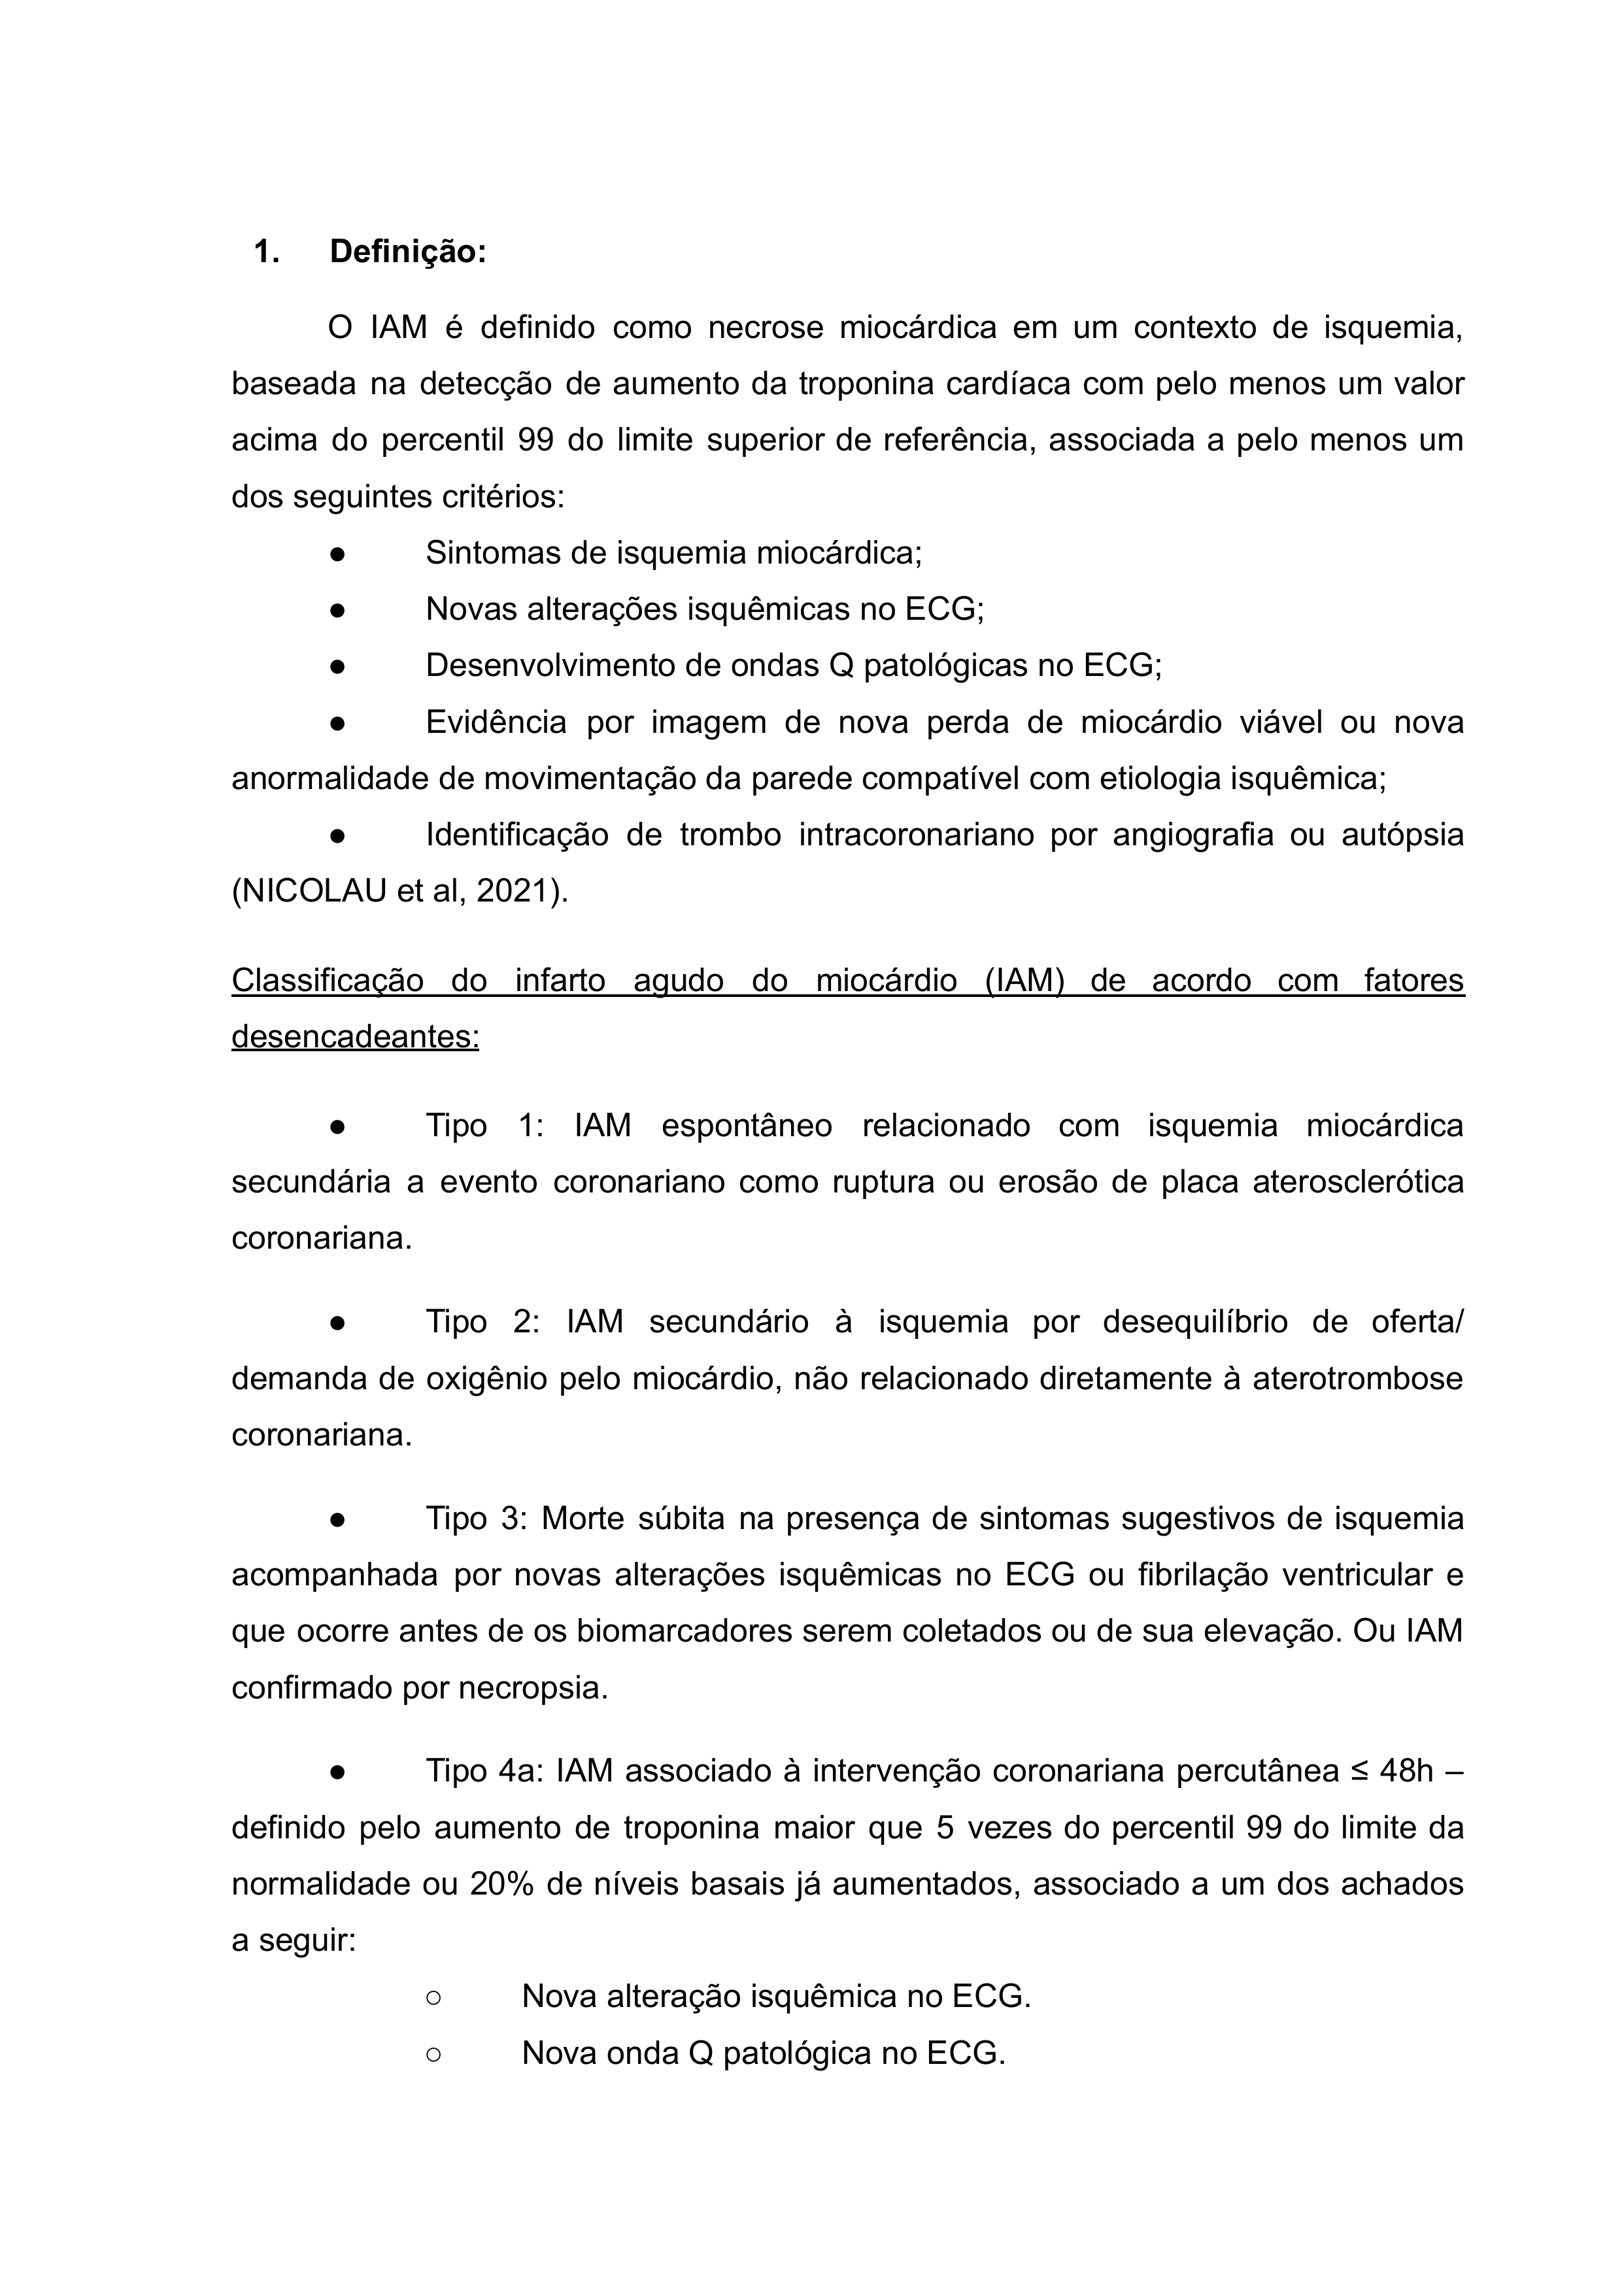 1. Definição:
O IAM é definido como necrose miocárdica em um contexto de isquemia,
baseada na detecção de aumento da troponina cardíaca com pelo menos um valor
acima do percentil 99 do limite superior de referência, associada a pelo menos um
dos seguintes critérios:
● Sintomas de isquemia miocárdica;
● Novas alterações isquêmicas no ECG;
● Desenvolvimento de ondas Q patológicas no ECG;
● Evidência por imagem de nova perda de miocárdio viável ou nova
anormalidade de movimentação da parede compatível com etiologia isquêmica;
● Identificação de trombo intracoronariano por angiografia ou autópsia
(NICOLAU et al, 2021).
Classificação do infarto agudo do miocárdio (IAM) de acordo com fatores
desencadeantes:
● Tipo 1: IAM espontâneo relacionado com isquemia miocárdica
secundária a evento coronariano como ruptura ou erosão de placa aterosclerótica
coronariana.
● Tipo 2: IAM secundário à isquemia por desequilíbrio de oferta/
demanda de oxigênio pelo miocárdio, não relacionado diretamente à aterotrombose
coronariana.
● Tipo 3: Morte súbita na presença de sintomas sugestivos de isquemia
acompanhada por novas alterações isquêmicas no ECG ou fibrilação ventricular e
que ocorre antes de os biomarcadores serem coletados ou de sua elevação. Ou IAM
confirmado por necropsia.
● Tipo 4a: IAM associado à intervenção coronariana percutânea ≤ 48h –
definido pelo aumento de troponina maior que 5 vezes do percentil 99 do limite da
normalidade ou 20% de níveis basais já aumentados, associado a um dos achados
a seguir:
○ Nova alteração isquêmica no ECG.
○ Nova onda Q patológica no ECG.